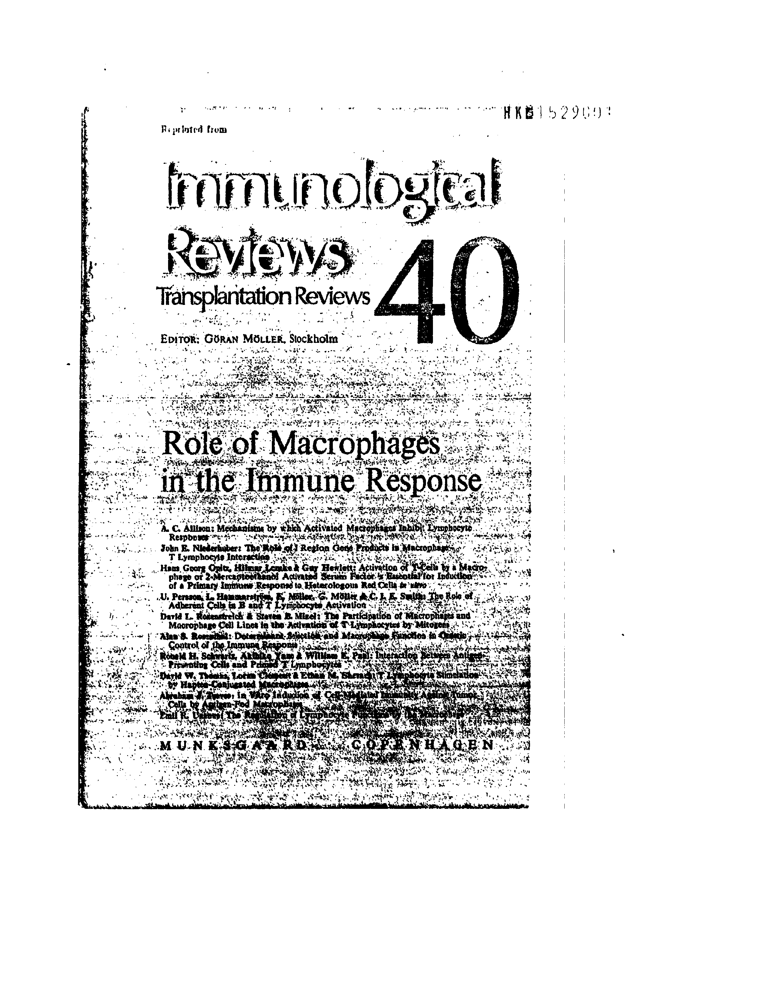 HKB1529003
Reprinted from
Immunological
Reviews 40
Transplantation Reviews
EDITOR: GÖRAN MÖLLER, Stockholm
Role of Macrophages
in the Immune Response
A. C. Allison: Mechanisms by which Activated Macrophages Inhibit Lymphocyte
Responses
John E. Niederhuber: The Role of I Region Gene Products in Macrophage-
T Lymphocyte Interaction
Hans Georg Opitz, Hilmar Lemke & Guy Hewlett: Activation of T-Cells by a Macro-
phage or 2-Mercaptoethanol Activated Serum Factor is Essential for Induction
of a Primary Immune Response to Heterologous Red Cells in vitro
U. Persson, L. Hammarström, E. Möller, G. Möller & C. I. E. Smith: The Role of
Adherent Cells in B and T Lymphocyte Activation
David L. Rosenstreich & Steven B. Mizel: The Participation of Macrophages and
Macrophage Cell Lines in the Activation of T Lymphocytes by Mitogens
Alan S. Rosenthal: Determinant Selection and Macrophage Function in Genetic
Control of the Immune Response
Ronald H. Schwartz, Akihiko Yano & William E. Paul: Interaction Between Antigen-
Presenting Cells and Primed T Lymphocytes
David W. Thomas, Loran Clement & Ethan M. Shevach: T Lymphocyte Stimulation
by Hapten-Conjugated Macrophages
Abraham J. Treves: In Vitro Induction of Cell-Mediated Immunity Against Tumor
Cells by Antigen-Fed Macrophages
Emil R. Unanue: The Regulation of Lymphocyte Functions by the Macrophage
MUNKSGAARD COPENHAGEN